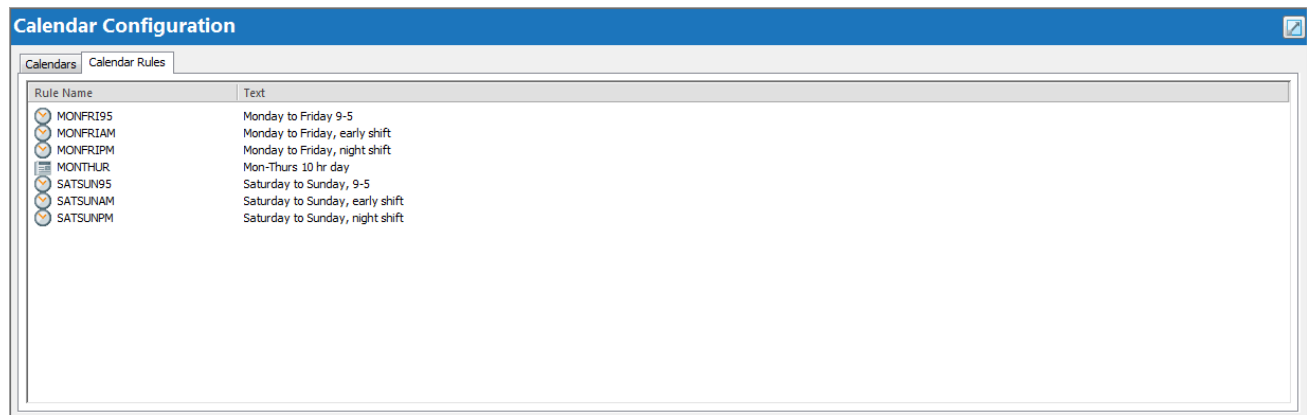 Calendar Configuration
Calendars Calendar Rules
Rule Name Text
MONFRI95 Monday to Friday 9-5
MONFRIAM Monday to Friday, early shift
MONFRIPM Monday to Friday, night shift
MONTHUR Mon-Thurs 10 hr day
SATSUN95 Saturday to Sunday, 9-5
SATSUNAM Saturday to Sunday, early shift
SATSUNPM Saturday to Sunday, night shift